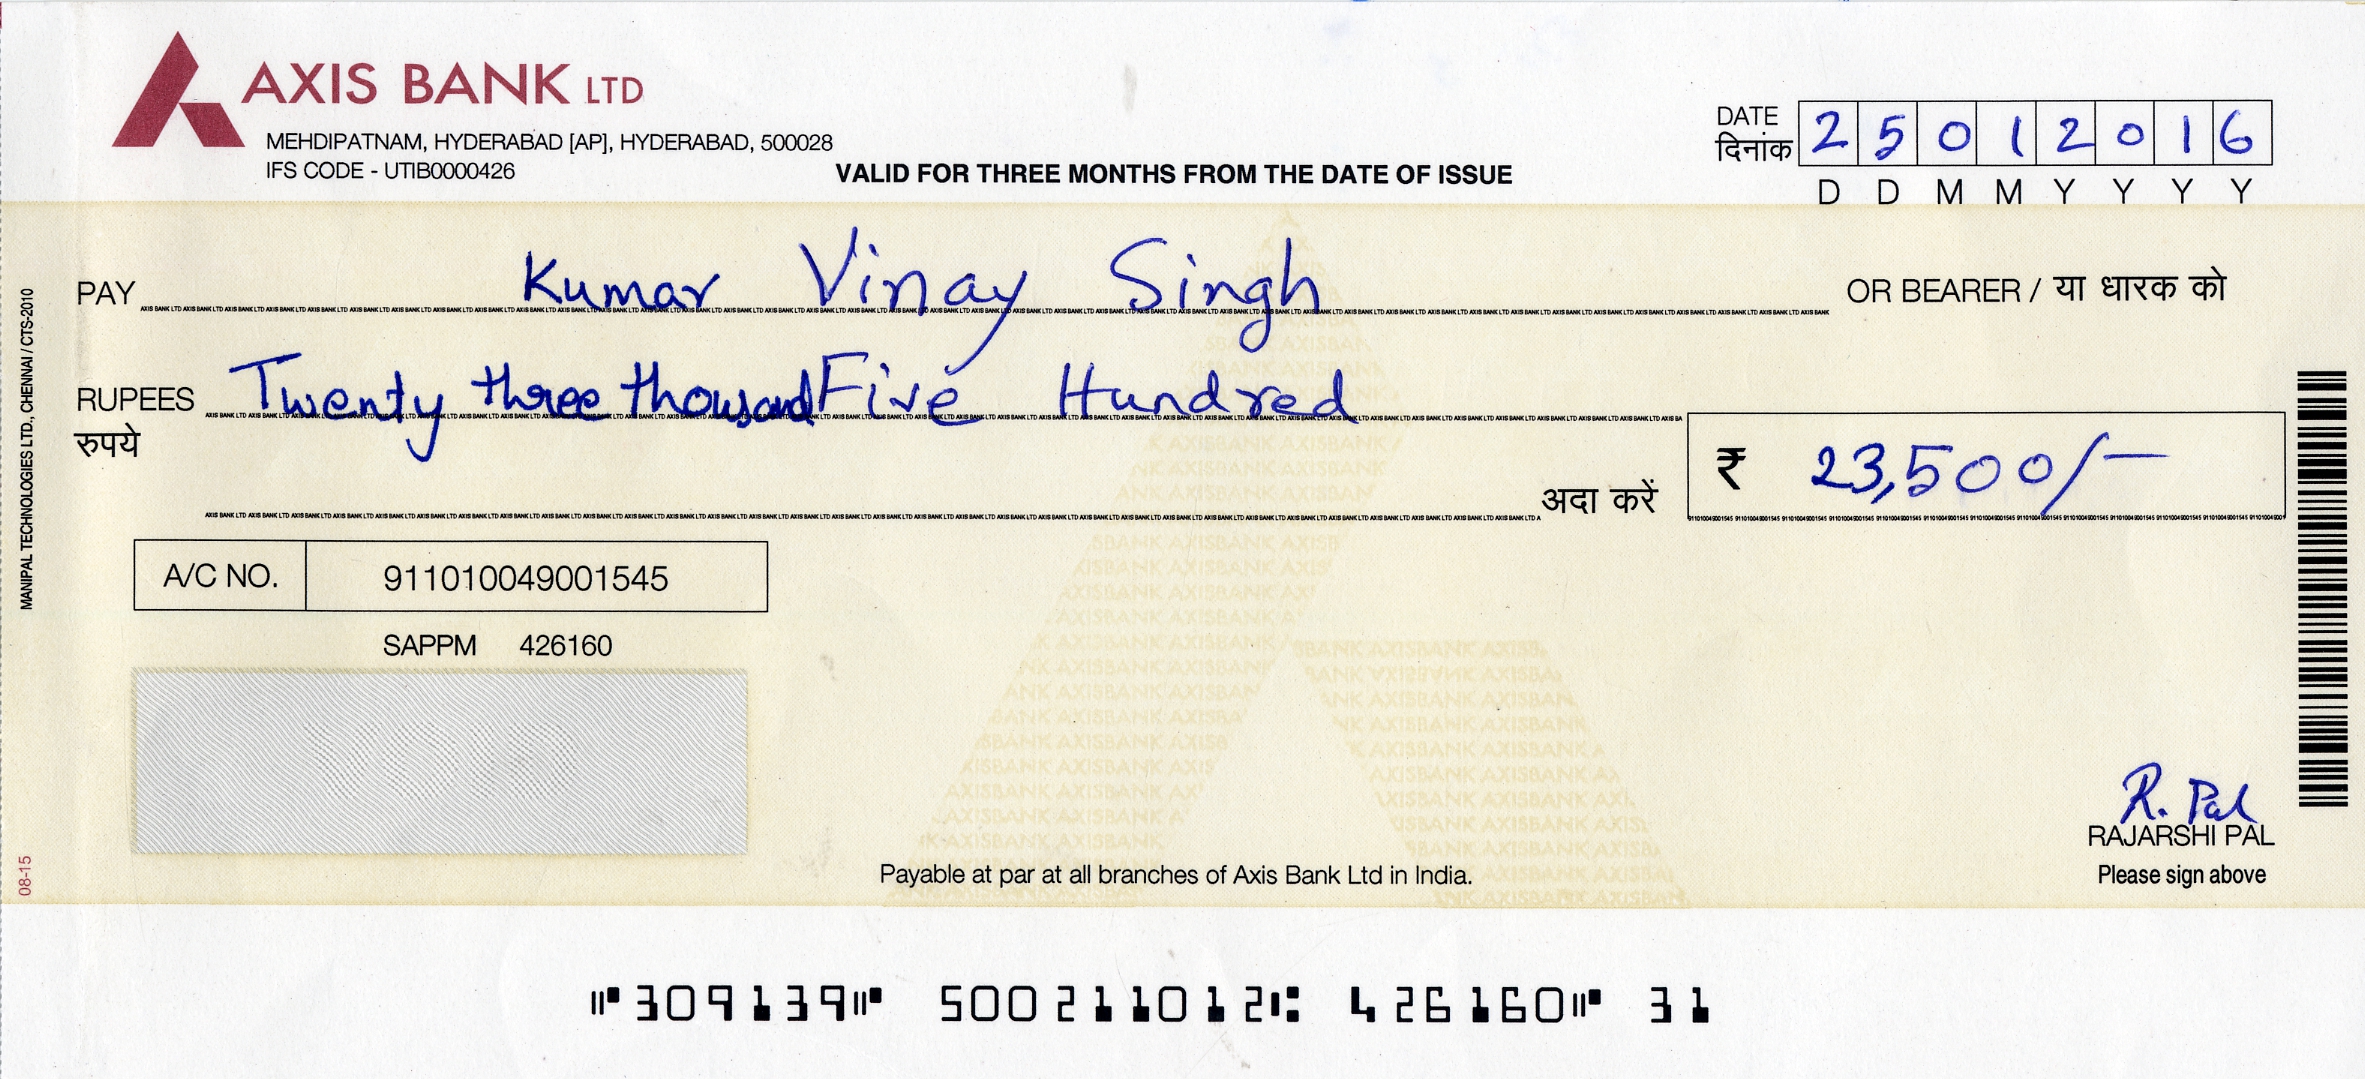 AXIS BANK LTD
MEHDIPATNAM, HYDERABAD [AP], HYDERABAD, 500028
IFS CODE - UTIB0000426
VALID FOR THREE MONTHS FROM THE DATE OF ISSUE
DATE
दिनांक
2 5 0 1 2 0 1 6
D D M M Y Y Y Y
PAY Kumar Vinay Singh OR BEARER / या धारक को
RUPEES Twenty three thousand Five Hundred
रुपये
अदा करें ₹ 23,500/-
A/C NO. 911010049001545
SAPPM 426160
VOID
R. Pal
RAJARSHI PAL
Please sign above
Payable at par at all branches of Axis Bank Ltd in India.
MANIPAL TECHNOLOGIES LTD., CHENNAI / CTS-2010
08-15
⑈309139⑈ 500211012⑆ 426160⑈ 31